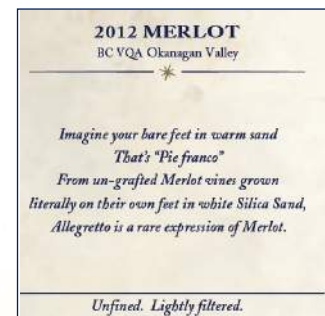 2012 MERLOT
BC VQA Okanagan Valley
Imagine your bare feet in warm sand
That's "Pie franco"
From un-grafted Merlot vines grown
literally on their own feet in white Silica Sand,
Allegretto is a rare expression of Merlot.
Unfined. Lightly filtered.